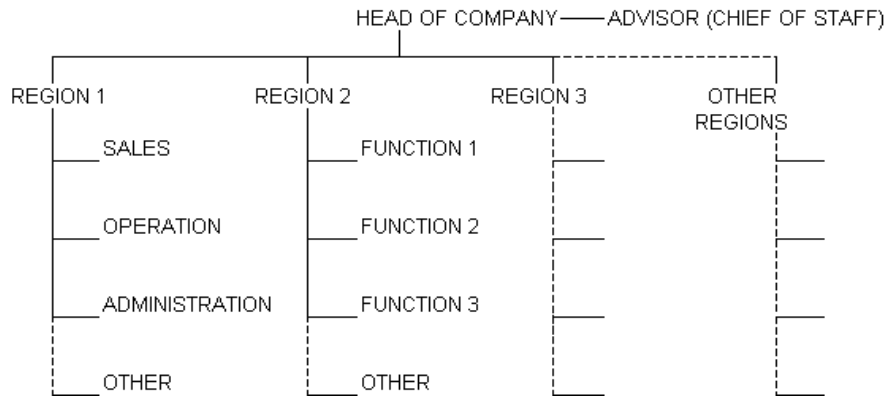 HEAD OF COMPANY ADVISOR (CHIEF OF STAFF)
REGION 1 REGION 2 REGION 3 OTHER REGIONS
SALES FUNCTION 1
OPERATION FUNCTION 2
ADMINISTRATION FUNCTION 3
OTHER OTHER